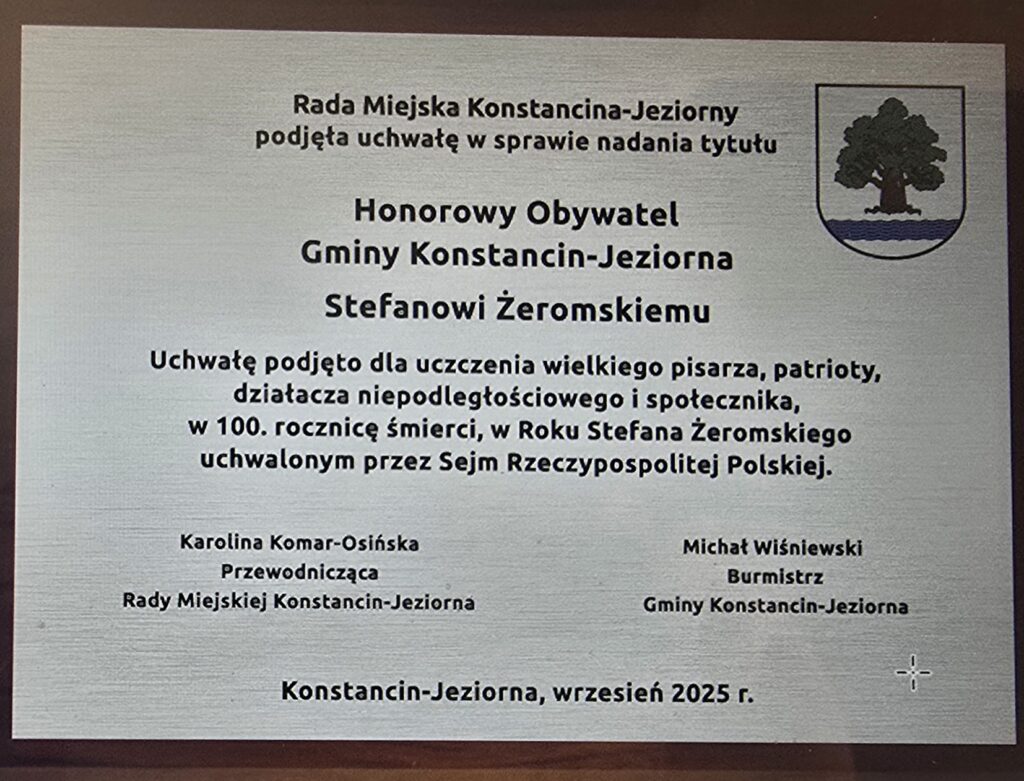 Rada Miejska Konstancina-Jeziorny
podjęła uchwałę w sprawie nadania tytułu
Honorowy Obywatel
Gminy Konstancin-Jeziorna
Stefanowi Żeromskiemu
Uchwałę podjęto dla uczczenia wielkiego pisarza, patrioty,
działacza niepodległościowego i społecznika,
w 100. rocznicę śmierci, w Roku Stefana Żeromskiego
uchwalonym przez Sejm Rzeczypospolitej Polskiej.
Karolina Komar-Osińska
Przewodnicząca
Rady Miejskiej Konstancin-Jeziorna
Michał Wiśniewski
Burmistrz
Gminy Konstancin-Jeziorna
Konstancin-Jeziorna, wrzesień 2025 r.